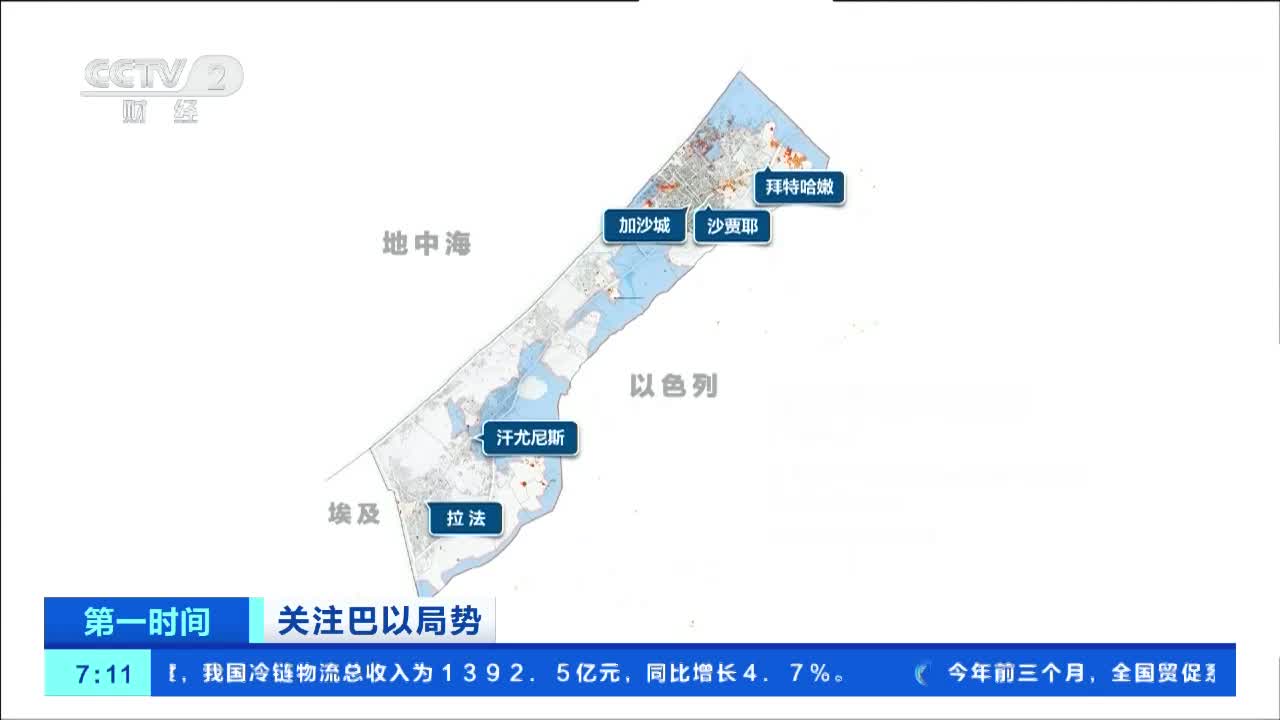 CCTV 2
财经
拜特哈嫩
加沙城
沙贾耶
地中海
以色列
汗尤尼斯
埃及
拉法
第一时间
关注巴以局势
7:11
，我国冷链物流总收入为1392．5亿元，同比增长4．7%。
今年前三个月，全国贸促